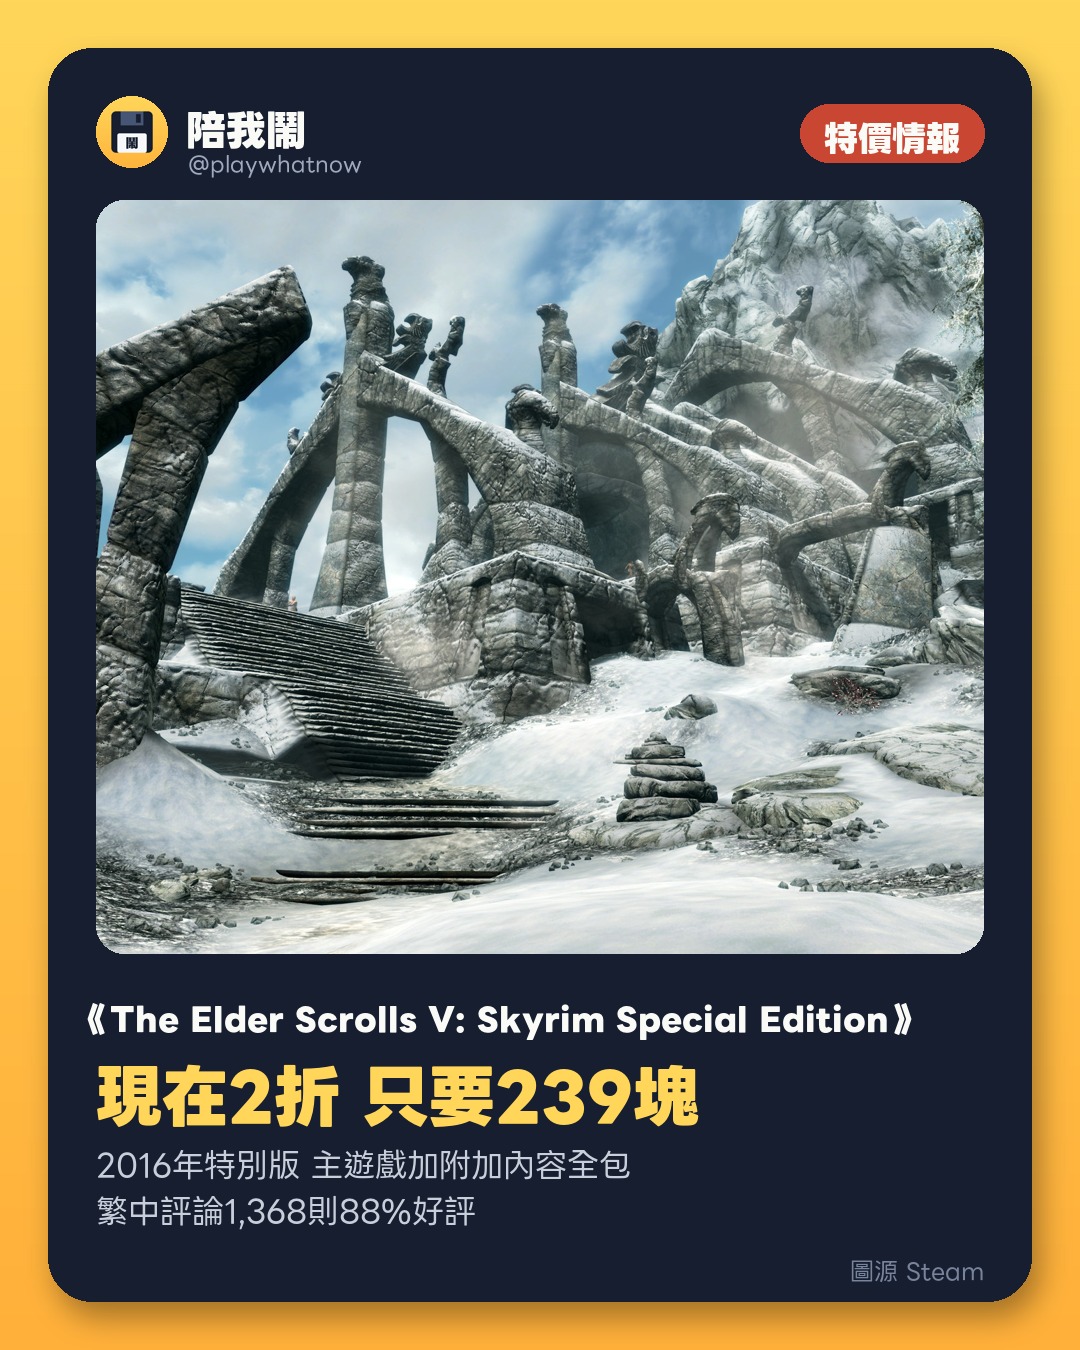 鬧
陪我鬧
@playwhatnow
特價情報
《The Elder Scrolls V: Skyrim Special Edition》
現在2折 只要239塊
2016年特別版 主遊戲加附加內容全包
繁中評論1,368則88%好評
圖源 Steam